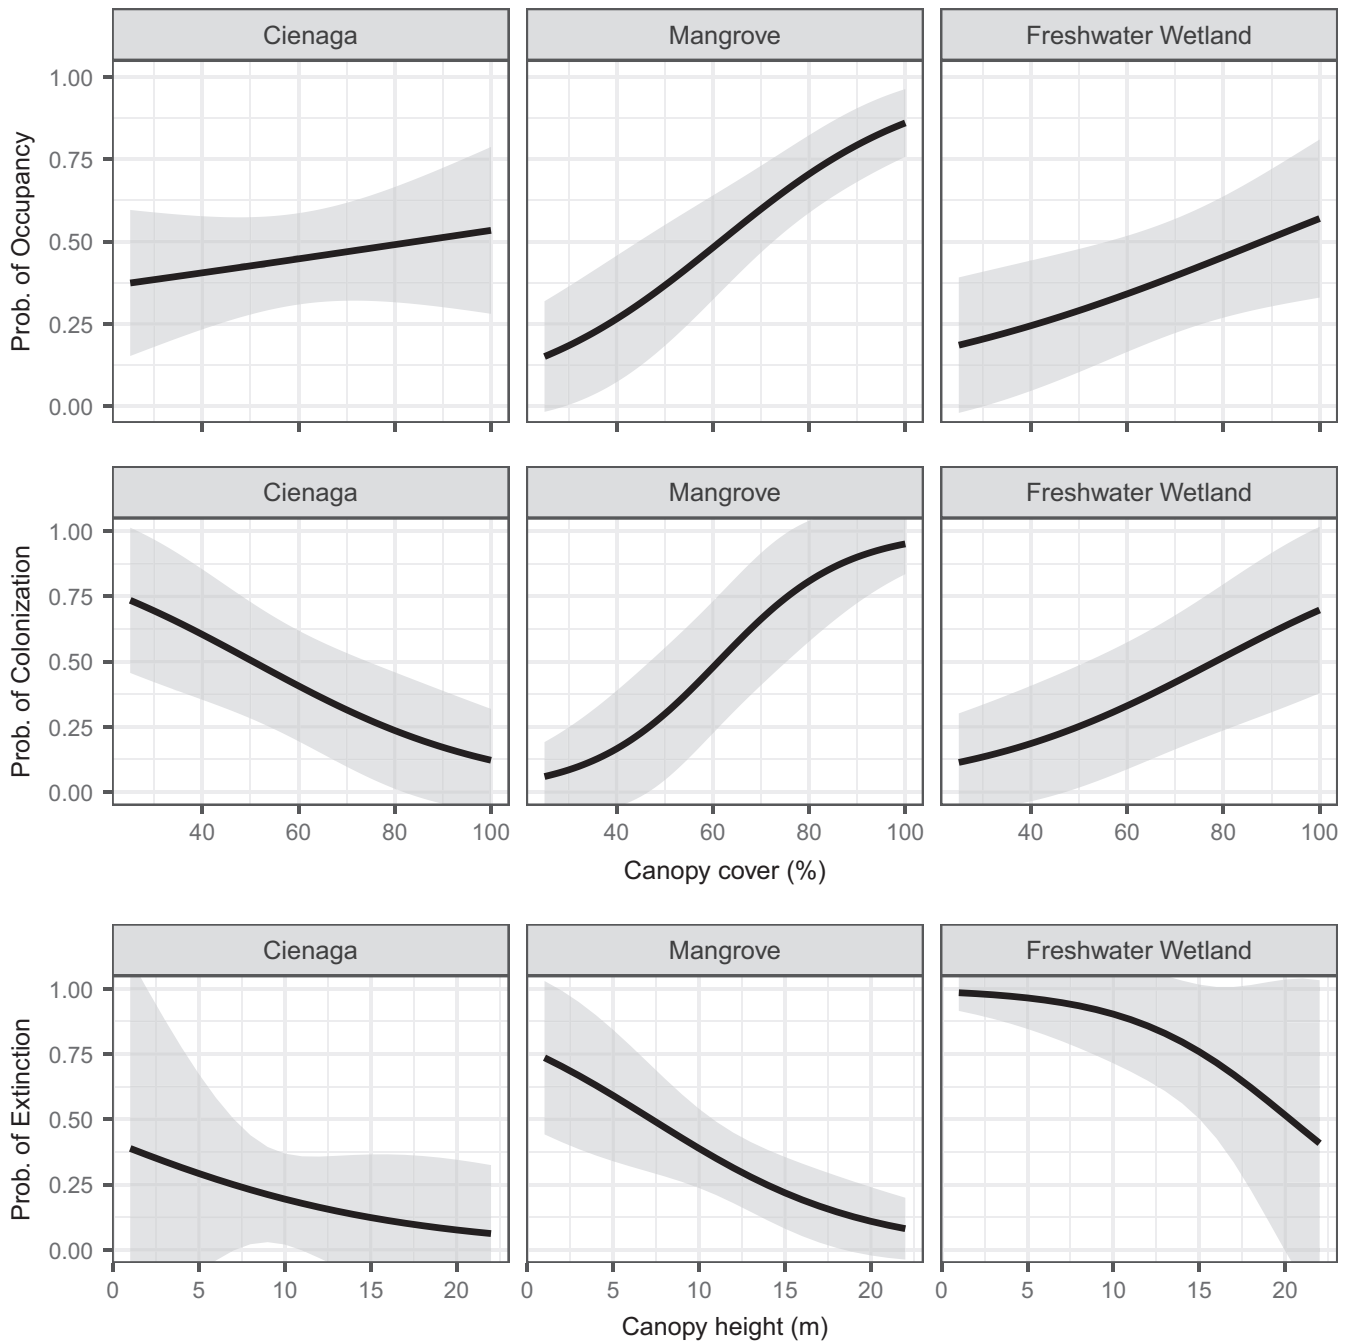 Cienaga Mangrove Freshwater Wetland
1.00
0.75
0.50
0.25
0.00
Prob. of Occupancy
Cienaga Mangrove Freshwater Wetland
1.00
0.75
0.50
0.25
0.00
Prob. of Colonization
40 60 80 100 40 60 80 100 40 60 80 100
Canopy cover (%)
Cienaga Mangrove Freshwater Wetland
1.00
0.75
0.50
0.25
0.00
Prob. of Extinction
0 5 10 15 20 0 5 10 15 20 0 5 10 15 20
Canopy height (m)